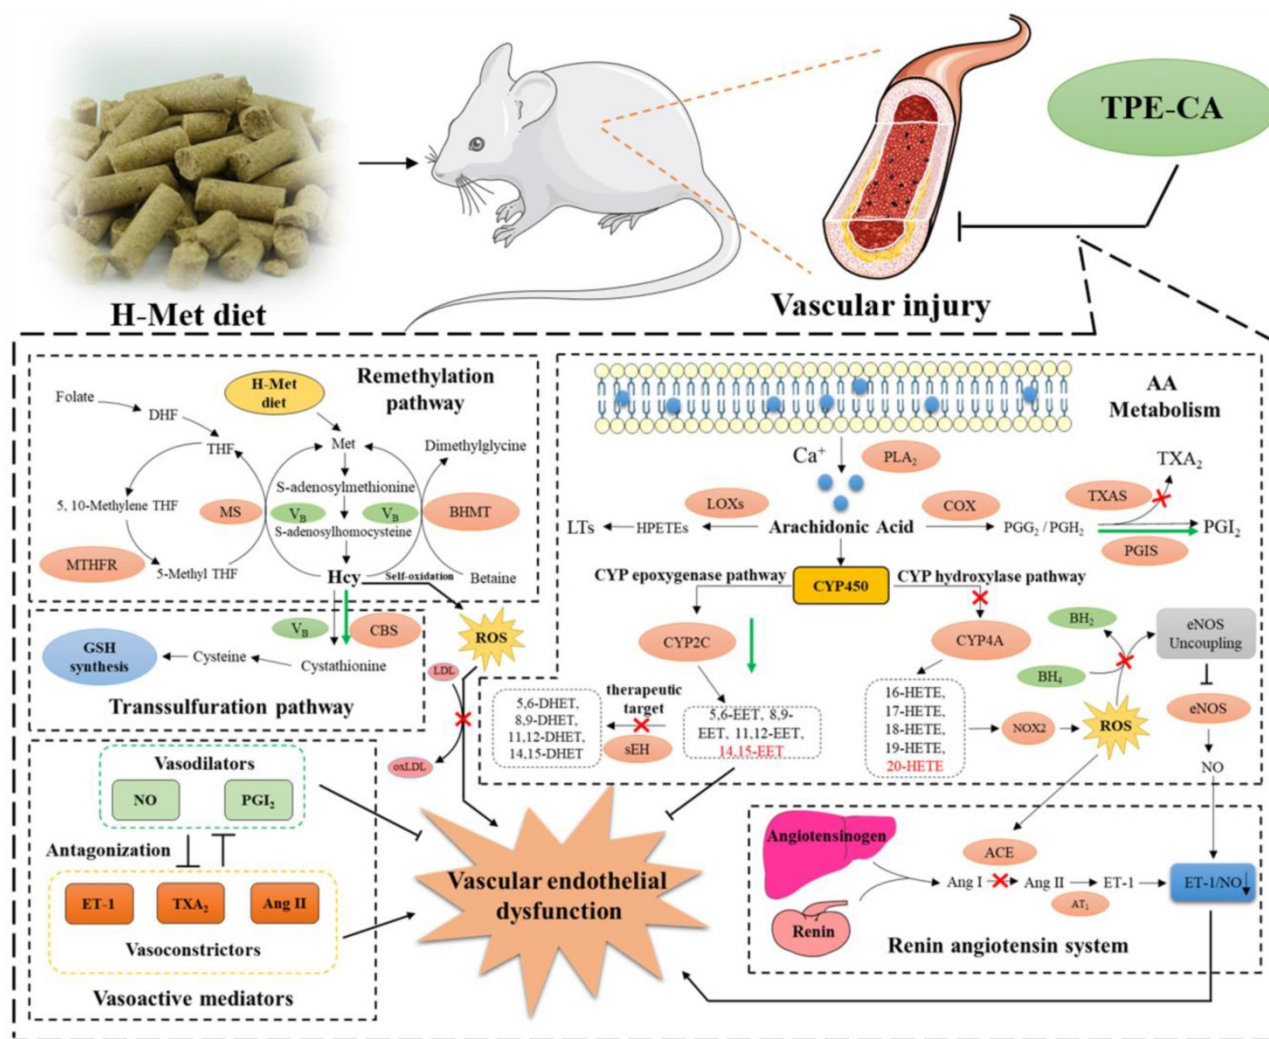 TPE-CA
H-Met diet
Vascular injury
Remethylation
pathway
H-Met
diet
Folate
DHF
THF
Met
Dimethylglycine
S-adenosylmethionine
5, 10-Methylene THF
MS
V_B
V_B
BHMT
S-adenosylhomocysteine
MTHFR
5-Methyl THF
Hcy
Self-oxidation
Betaine
V_B
CBS
ROS
GSH
synthesis
Cysteine
Cystathionine
Transsulfuration pathway
LDL
oxLDL
AA
Metabolism
Ca⁺
PLA₂
TXA₂
LOXs
COX
TXAS
LTs
HPETEs
Arachidonic Acid
PGG₂ / PGH₂
PGI₂
PGIS
CYP epoxygenase pathway
CYP450
CYP hydroxylase pathway
CYP2C
CYP4A
BH₂
BH₄
eNOS
Uncoupling
eNOS
NO
5,6-DHET,
8,9-DHET,
11,12-DHET,
14,15-DHET
therapeutic
target
sEH
5,6-EET, 8,9-
EET, 11,12-EET,
14,15-EET
16-HETE,
17-HETE,
18-HETE,
19-HETE,
20-HETE
NOX2
ROS
Vasodilators
NO
PGI₂
Antagonization
ET-1
TXA₂
Ang II
Vasoconstrictors
Vasoactive mediators
Vascular endothelial
dysfunction
Angiotensinogen
Renin
ACE
Ang I
Ang II
AT₁
ET-1
ET-1/NO↓
Renin angiotensin system